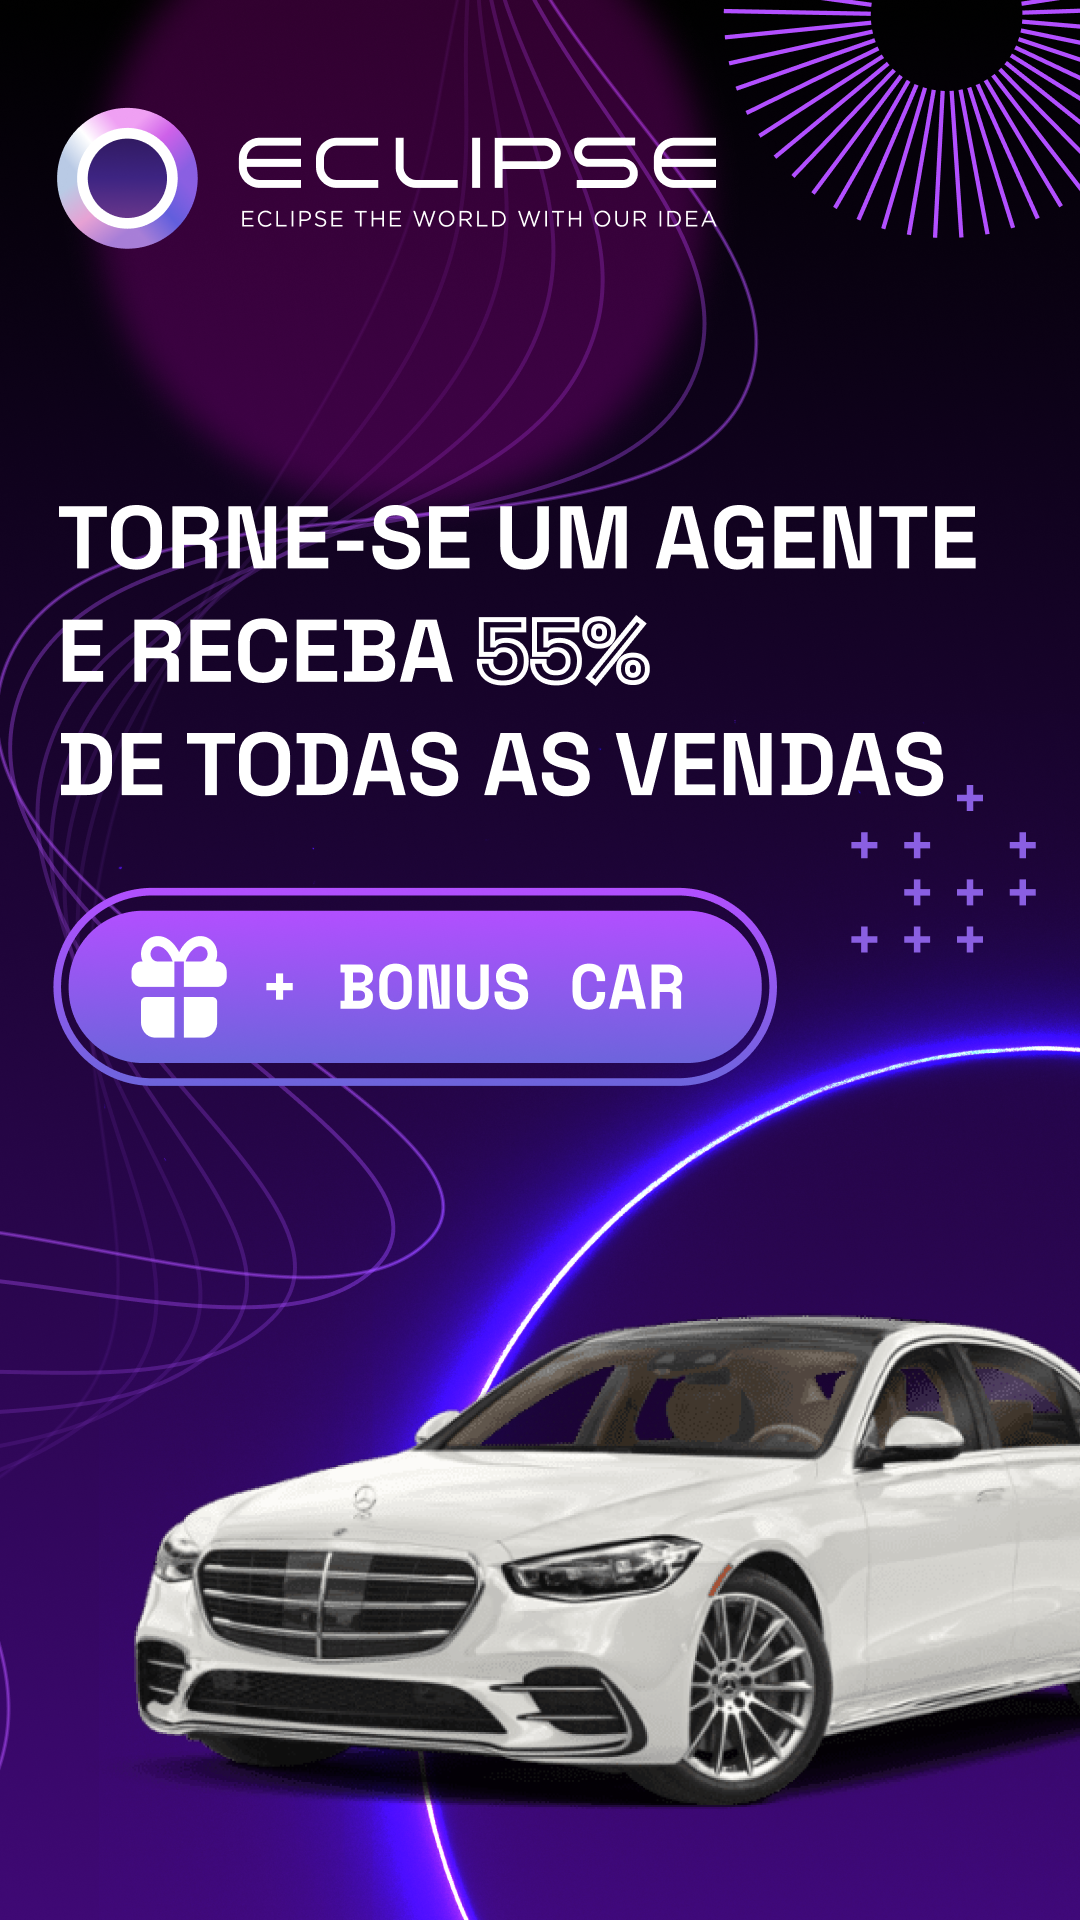 ECLIPSE
ECLIPSE THE WORLD WITH OUR IDEA
TORNE-SE UM AGENTE
E RECEBA 55%
DE TODAS AS VENDAS
+ BONUS CAR